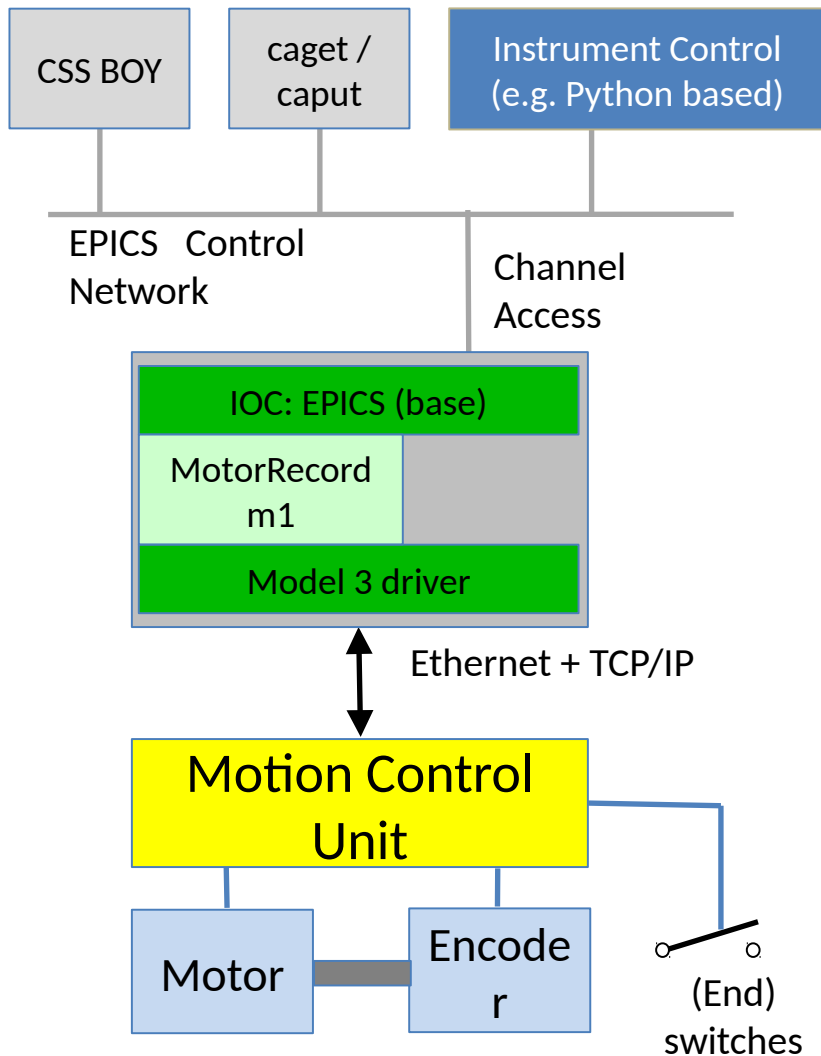 CSS BOY
caget /
caput
Instrument Control
(e.g. Python based)
EPICS Control
Network
Channel
Access
IOC: EPICS (base)
MotorRecord
m1
Model 3 driver
Ethernet + TCP/IP
Motion Control
Unit
Motor
Encode
r
(End)
switches